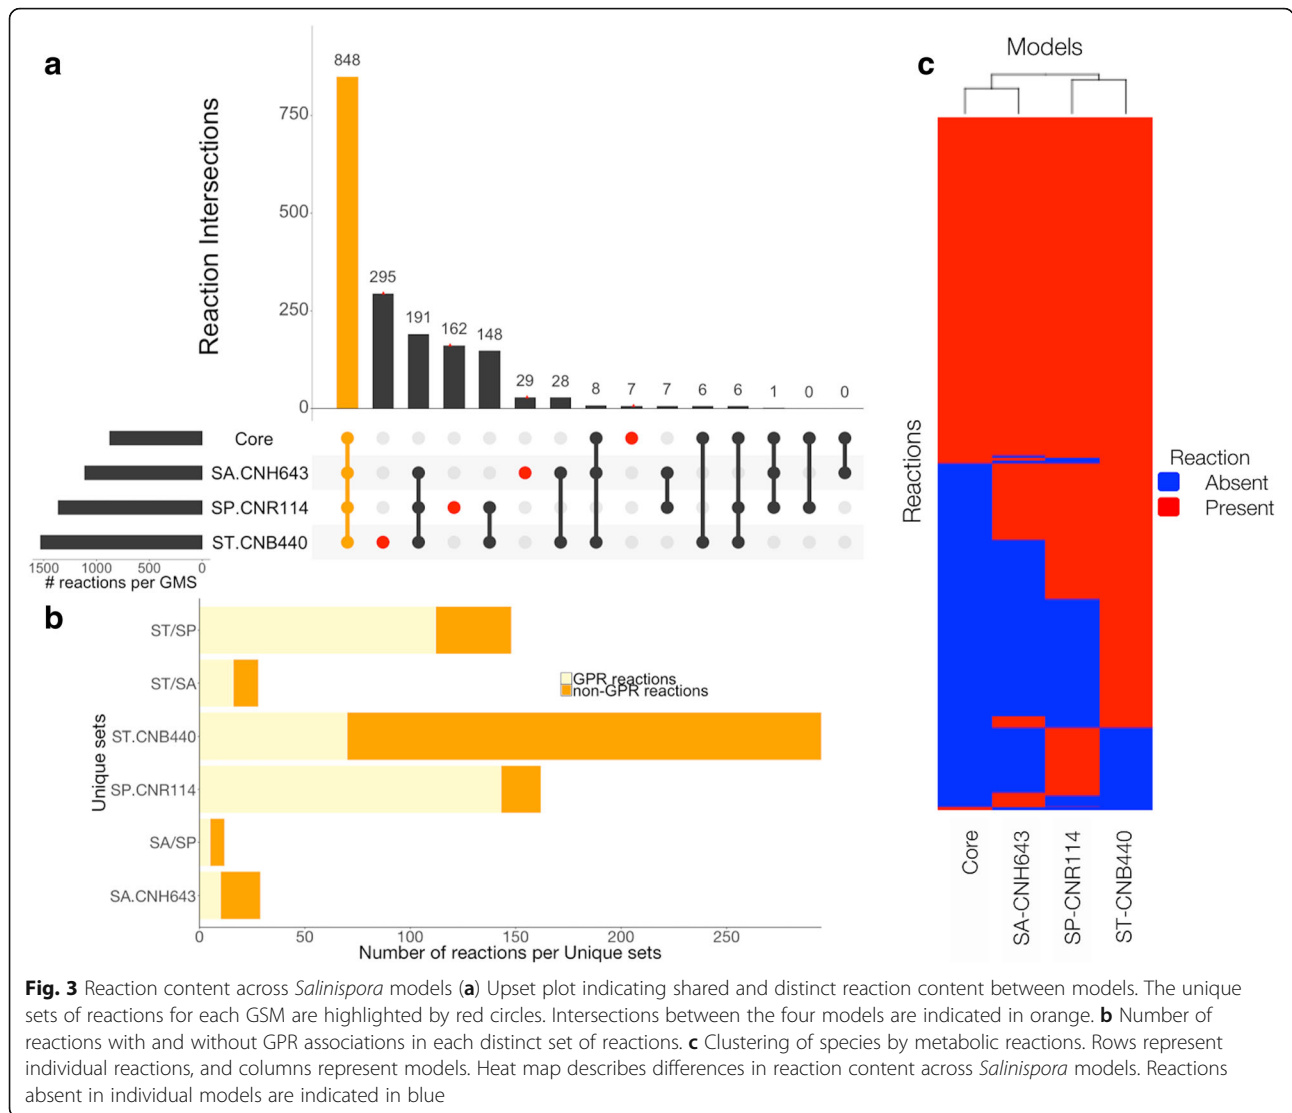 a
Reaction Intersections
750
500
250
0
848
295
191
162
148
29
28
8
7
7
6
6
1
0
0
Core
SA.CNH643
SP.CNR114
ST.CNB440
1500 1000 500 0
# reactions per GMS
b
Unique sets
ST/SP
ST/SA
ST.CNB440
SP.CNR114
SA/SP
SA.CNH643
GPR reactions
non-GPR reactions
0 50 100 150 200 250
Number of reactions per Unique sets
c
Models
Reactions
Reaction
Absent
Present
Core
SA-CNH643
SP-CNR114
ST-CNB440
Fig. 3 Reaction content across Salinispora models (a) Upset plot indicating shared and distinct reaction content between models. The unique
sets of reactions for each GSM are highlighted by red circles. Intersections between the four models are indicated in orange. b Number of
reactions with and without GPR associations in each distinct set of reactions. c Clustering of species by metabolic reactions. Rows represent
individual reactions, and columns represent models. Heat map describes differences in reaction content across Salinispora models. Reactions
absent in individual models are indicated in blue